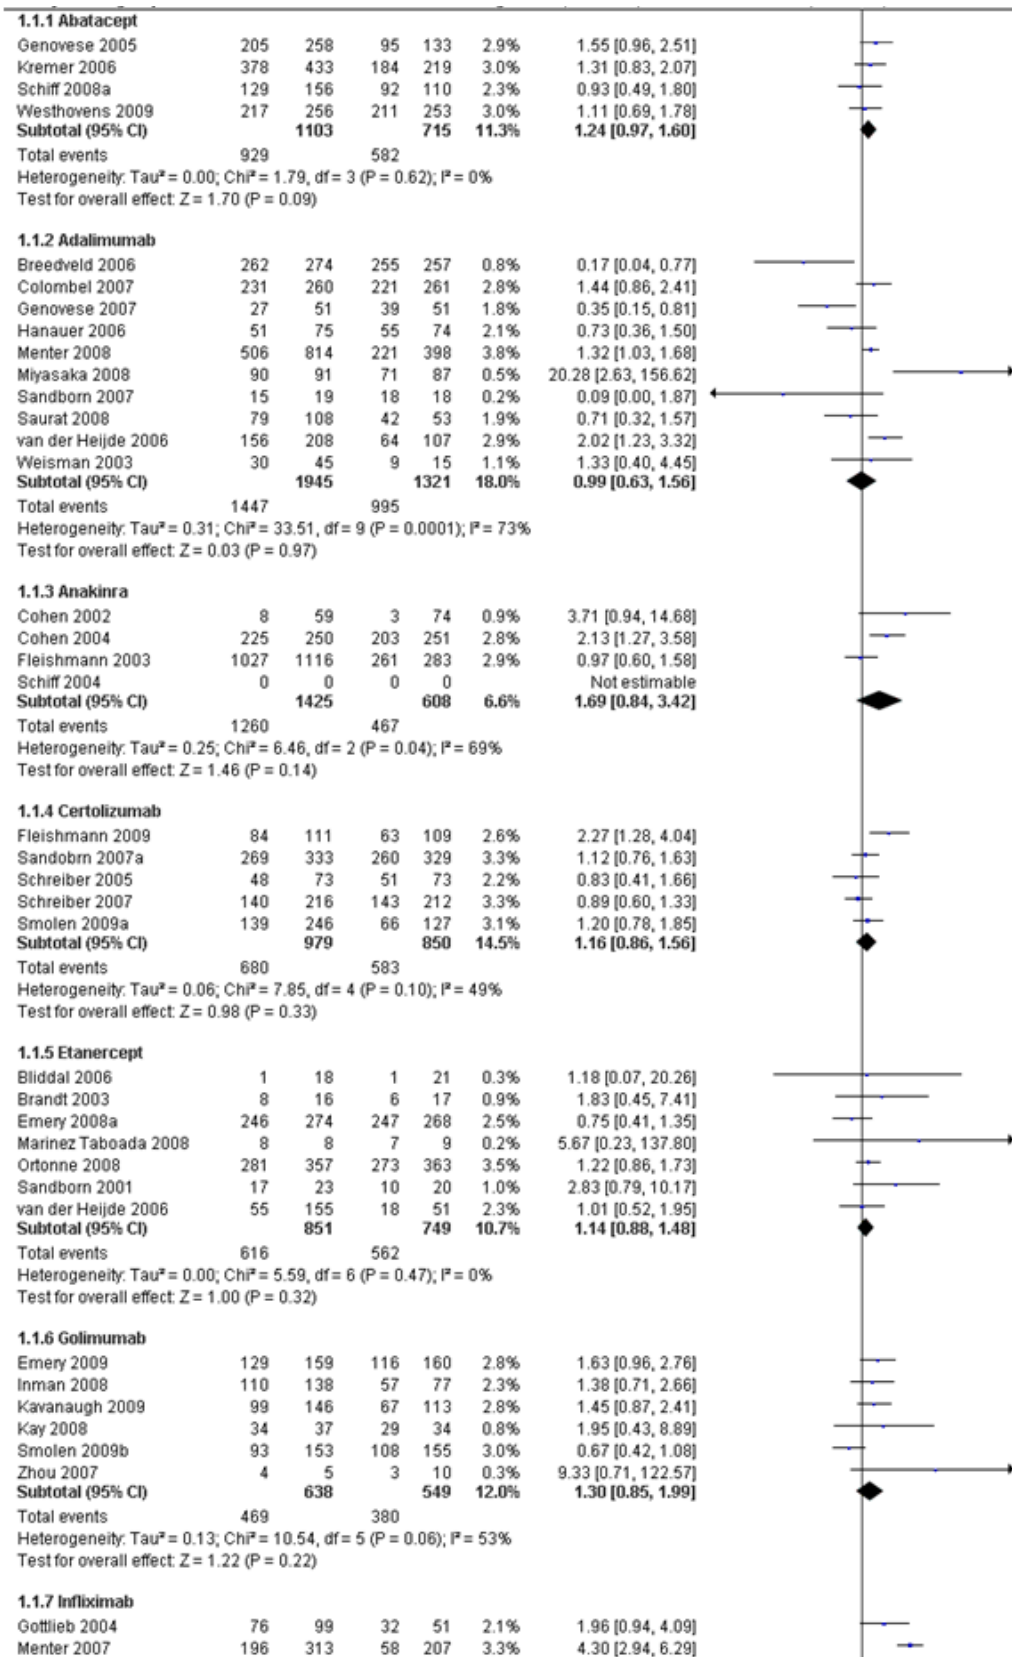 1.1.1 Abatacept
Genovese 2005 205 258 95 133 2.9% 1.55 [0.96, 2.51]
Kremer 2006 378 433 184 219 3.0% 1.31 [0.83, 2.07]
Schiff 2008a 129 156 92 110 2.3% 0.93 [0.49, 1.80]
Westhovens 2009 217 256 211 253 3.0% 1.11 [0.69, 1.78]
Subtotal (95% CI) 1103 715 11.3% 1.24 [0.97, 1.60]
Total events 929 582
Heterogeneity: Tau² = 0.00; Chi² = 1.79, df = 3 (P = 0.62); I² = 0%
Test for overall effect: Z = 1.70 (P = 0.09)
1.1.2 Adalimumab
Breedveld 2006 262 274 255 257 0.8% 0.17 [0.04, 0.77]
Colombel 2007 231 260 221 261 2.8% 1.44 [0.86, 2.41]
Genovese 2007 27 51 39 51 1.8% 0.35 [0.15, 0.81]
Hanauer 2006 51 75 55 74 2.1% 0.73 [0.36, 1.50]
Menter 2008 506 814 221 398 3.8% 1.32 [1.03, 1.68]
Miyasaka 2008 90 91 71 87 0.5% 20.28 [2.63, 156.62]
Sandborn 2007 15 19 18 18 0.2% 0.09 [0.00, 1.87]
Saurat 2008 79 108 42 53 1.9% 0.71 [0.32, 1.57]
van der Heijde 2006 156 208 64 107 2.9% 2.02 [1.23, 3.32]
Weisman 2003 30 45 9 15 1.1% 1.33 [0.40, 4.45]
Subtotal (95% CI) 1945 1321 18.0% 0.99 [0.63, 1.56]
Total events 1447 995
Heterogeneity: Tau² = 0.31; Chi² = 33.51, df = 9 (P = 0.0001); I² = 73%
Test for overall effect: Z = 0.03 (P = 0.97)
1.1.3 Anakinra
Cohen 2002 8 59 3 74 0.9% 3.71 [0.94, 14.68]
Cohen 2004 225 250 203 251 2.8% 2.13 [1.27, 3.58]
Fleishmann 2003 1027 1116 261 283 2.9% 0.97 [0.60, 1.58]
Schiff 2004 0 0 0 0 Not estimable
Subtotal (95% CI) 1425 608 6.6% 1.69 [0.84, 3.42]
Total events 1260 467
Heterogeneity: Tau² = 0.25; Chi² = 6.46, df = 2 (P = 0.04); I² = 69%
Test for overall effect: Z = 1.46 (P = 0.14)
1.1.4 Certolizumab
Fleishmann 2009 84 111 63 109 2.6% 2.27 [1.28, 4.04]
Sandobrn 2007a 269 333 260 329 3.3% 1.12 [0.76, 1.63]
Schreiber 2005 48 73 51 73 2.2% 0.83 [0.41, 1.66]
Schreiber 2007 140 216 143 212 3.3% 0.89 [0.60, 1.33]
Smolen 2009a 139 246 66 127 3.1% 1.20 [0.78, 1.85]
Subtotal (95% CI) 979 850 14.5% 1.16 [0.86, 1.56]
Total events 680 583
Heterogeneity: Tau² = 0.06; Chi² = 7.85, df = 4 (P = 0.10); I² = 49%
Test for overall effect: Z = 0.98 (P = 0.33)
1.1.5 Etanercept
Bliddal 2006 1 18 1 21 0.3% 1.18 [0.07, 20.26]
Brandt 2003 8 16 6 17 0.9% 1.83 [0.45, 7.41]
Emery 2008a 246 274 247 268 2.5% 0.75 [0.41, 1.35]
Marinez Taboada 2008 8 8 7 9 0.2% 5.67 [0.23, 137.80]
Ortonne 2008 281 357 273 363 3.5% 1.22 [0.86, 1.73]
Sandborn 2001 17 23 10 20 1.0% 2.83 [0.79, 10.17]
van der Heijde 2006 55 155 18 51 2.3% 1.01 [0.52, 1.95]
Subtotal (95% CI) 851 749 10.7% 1.14 [0.88, 1.48]
Total events 616 562
Heterogeneity: Tau² = 0.00; Chi² = 5.59, df = 6 (P = 0.47); I² = 0%
Test for overall effect: Z = 1.00 (P = 0.32)
1.1.6 Golimumab
Emery 2009 129 159 116 160 2.8% 1.63 [0.96, 2.76]
Inman 2008 110 138 57 77 2.3% 1.38 [0.71, 2.66]
Kavanaugh 2009 99 146 67 113 2.8% 1.45 [0.87, 2.41]
Kay 2008 34 37 29 34 0.8% 1.95 [0.43, 8.89]
Smolen 2009b 93 153 108 155 3.0% 0.67 [0.42, 1.08]
Zhou 2007 4 5 3 10 0.3% 9.33 [0.71, 122.57]
Subtotal (95% CI) 638 549 12.0% 1.30 [0.85, 1.99]
Total events 469 380
Heterogeneity: Tau² = 0.13; Chi² = 10.54, df = 5 (P = 0.06); I² = 53%
Test for overall effect: Z = 1.22 (P = 0.22)
1.1.7 Infliximab
Gottlieb 2004 76 99 32 51 2.1% 1.96 [0.94, 4.09]
Menter 2007 196 313 58 207 3.3% 4.30 [2.94, 6.29]